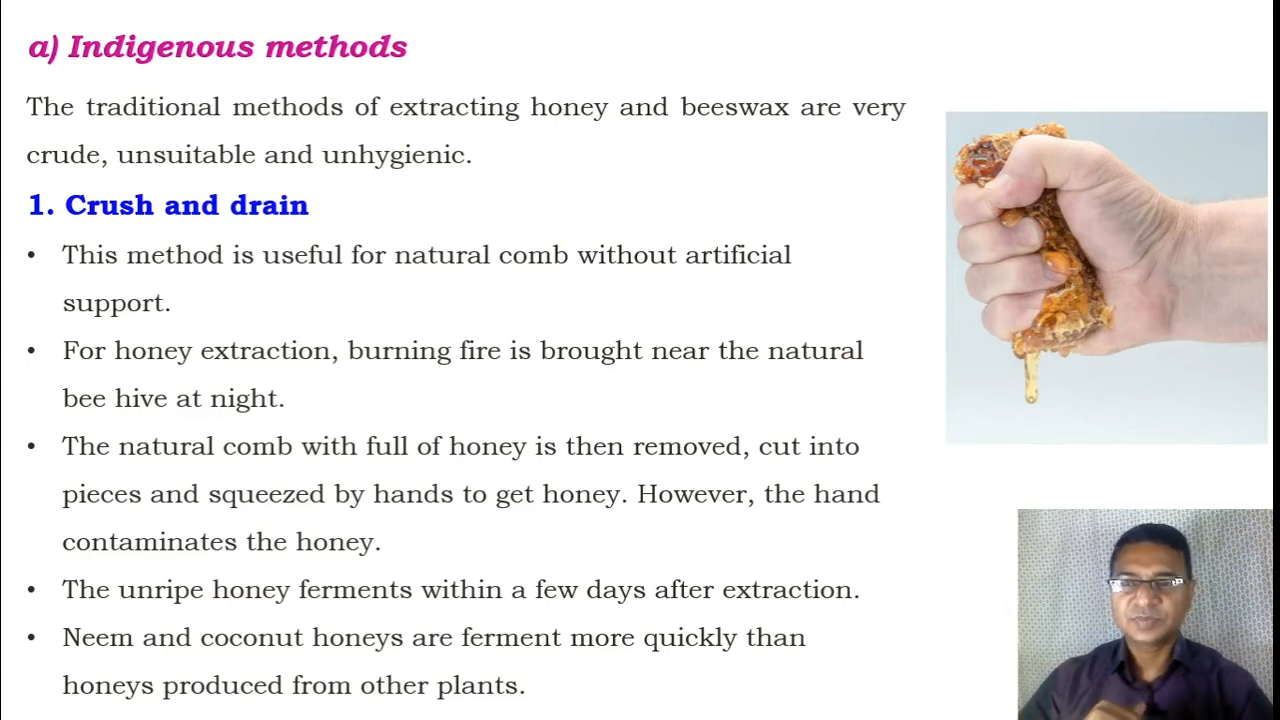 a) Indigenous methods
The traditional methods of extracting honey and beeswax are very
crude, unsuitable and unhygienic.
1. Crush and drain
• This method is useful for natural comb without artificial
support.
• For honey extraction, burning fire is brought near the natural
bee hive at night.
• The natural comb with full of honey is then removed, cut into
pieces and squeezed by hands to get honey. However, the hand
contaminates the honey.
• The unripe honey ferments within a few days after extraction.
• Neem and coconut honeys are ferment more quickly than
honeys produced from other plants.